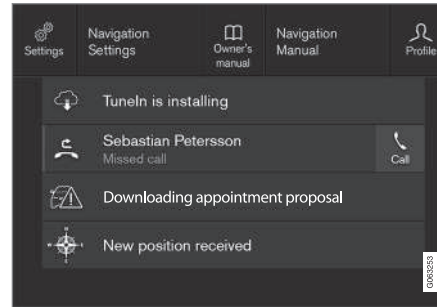 Settings
Navigation
Settings
Owner's
manual
Navigation
Manual
Profile
TuneIn is installing
Sebastian Petersson
Missed call
Call
Downloading appointment proposal
New position received
G063253